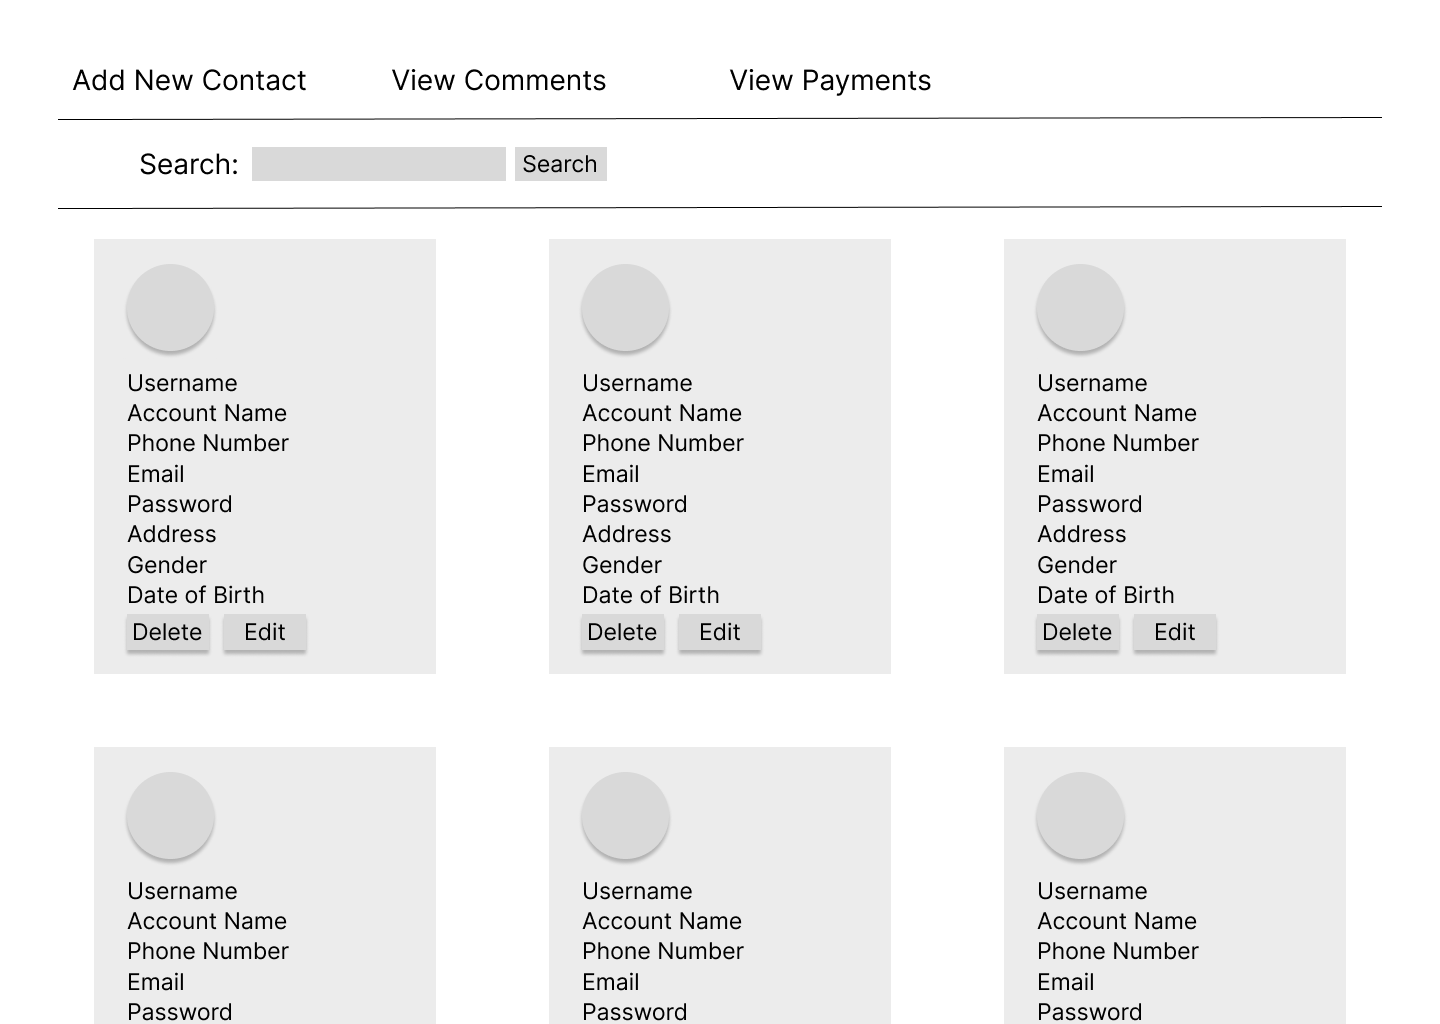 Add New Contact View Comments View Payments
Search: Search
Username Username Username
Account Name Account Name Account Name
Phone Number Phone Number Phone Number
Email Email Email
Password Password Password
Address Address Address
Gender Gender Gender
Date of Birth Date of Birth Date of Birth
Delete Edit Delete Edit Delete Edit
Username Username Username
Account Name Account Name Account Name
Phone Number Phone Number Phone Number
Email Email Email
Password Password Password